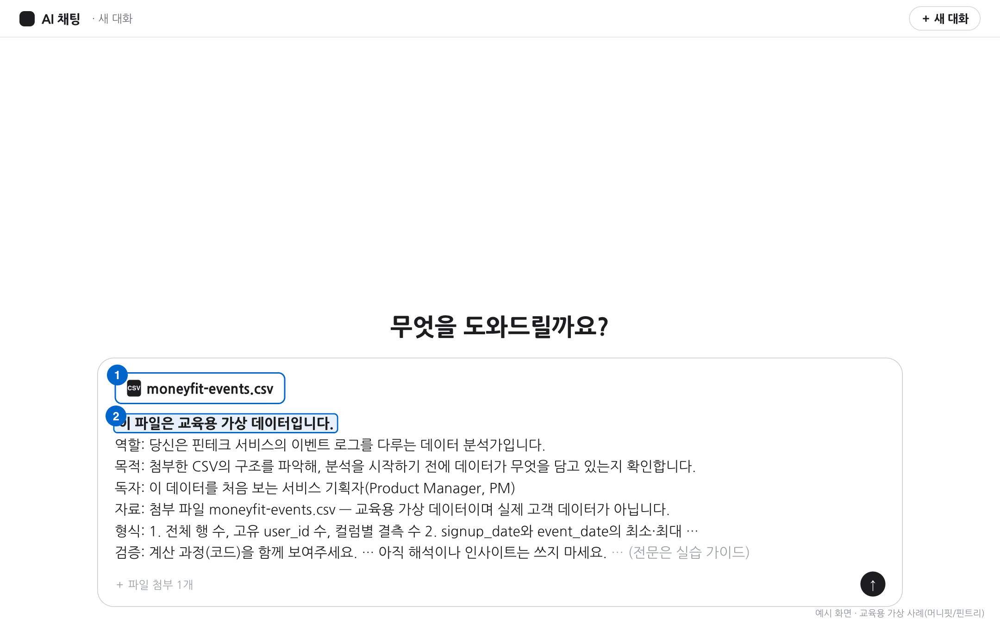 AI 채팅 · 새 대화
+ 새 대화
무엇을 도와드릴까요?
1
CSV moneyfit-events.csv
2
이 파일은 교육용 가상 데이터입니다.
역할: 당신은 핀테크 서비스의 이벤트 로그를 다루는 데이터 분석가입니다.
목적: 첨부한 CSV의 구조를 파악해, 분석을 시작하기 전에 데이터가 무엇을 담고 있는지 확인합니다.
독자: 이 데이터를 처음 보는 서비스 기획자(Product Manager, PM)
자료: 첨부 파일 moneyfit-events.csv — 교육용 가상 데이터이며 실제 고객 데이터가 아닙니다.
형식: 1. 전체 행 수, 고유 user_id 수, 컬럼별 결측 수 2. signup_date와 event_date의 최소·최대 …
검증: 계산 과정(코드)을 함께 보여주세요. … 아직 해석이나 인사이트는 쓰지 마세요. … (전문은 실습 가이드)
+ 파일 첨부 1개
↑
예시 화면 · 교육용 가상 사례(머니핏/핀트리)